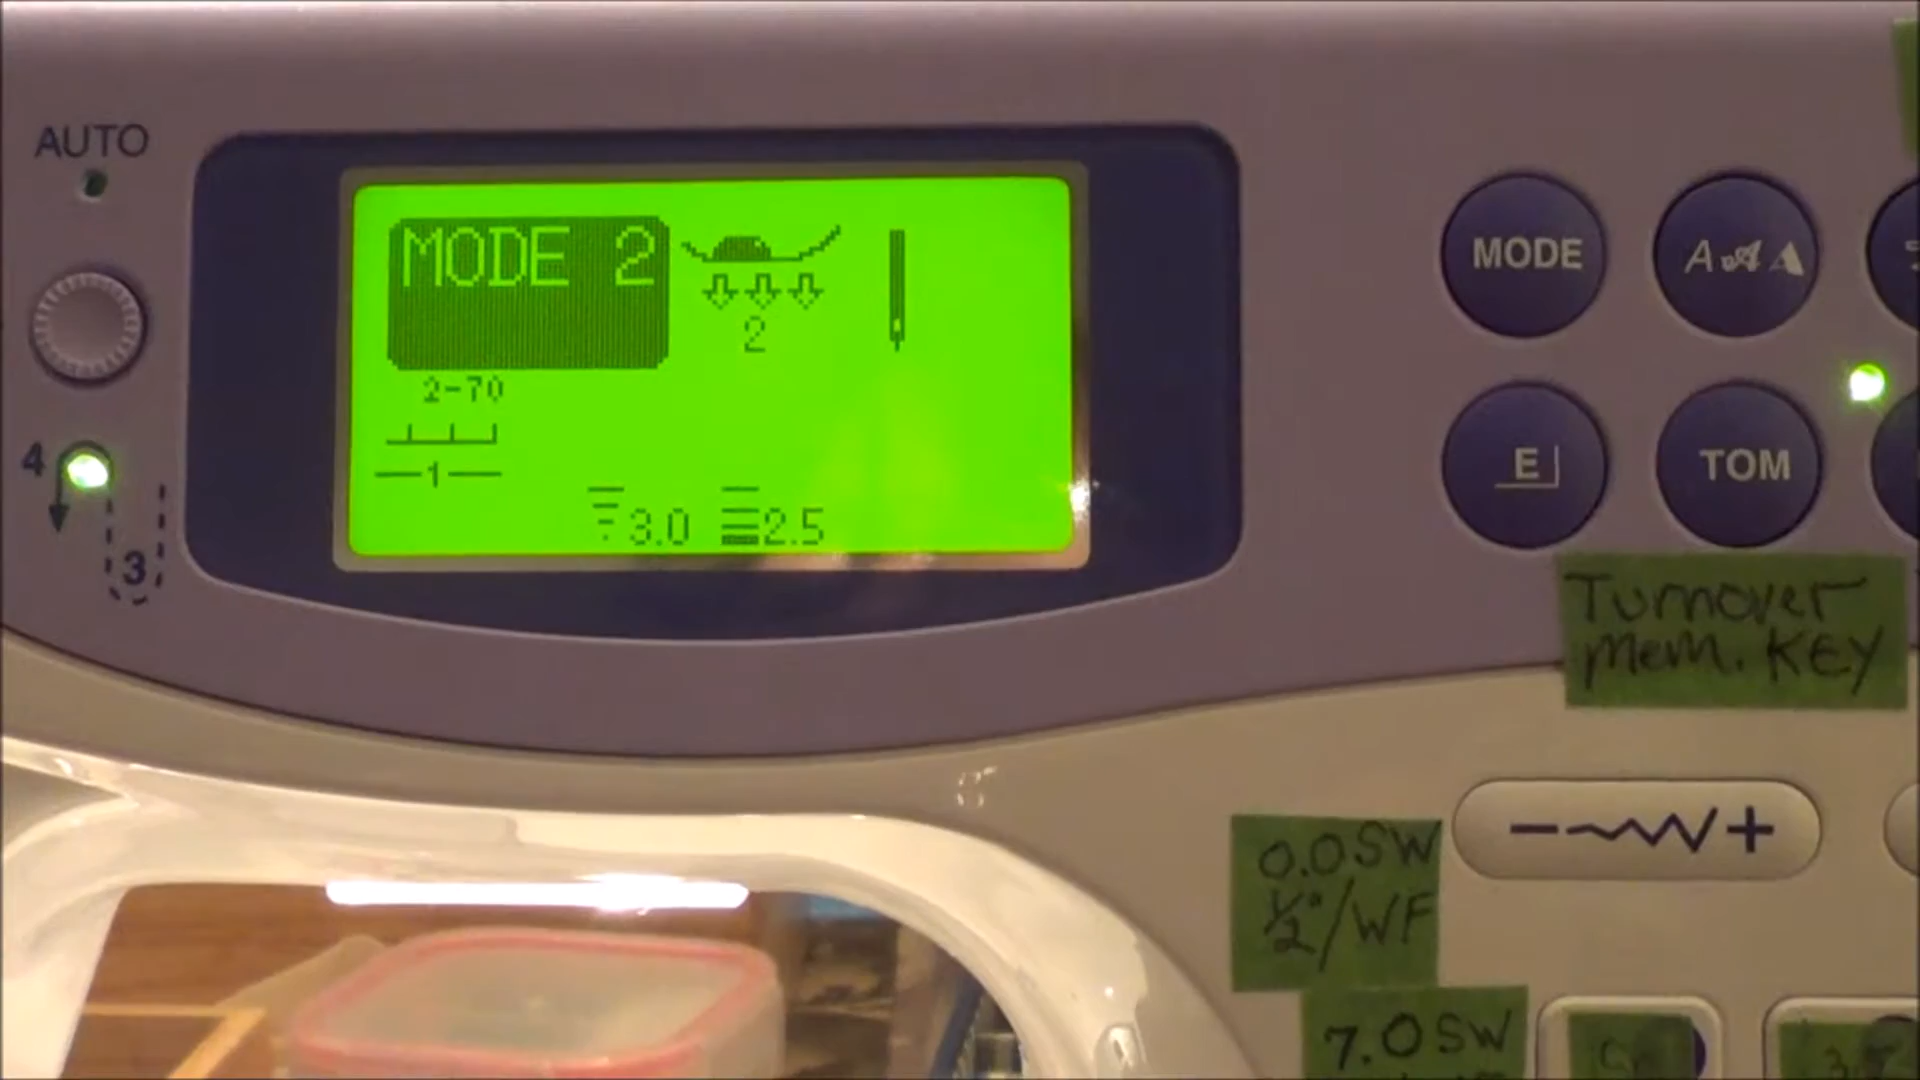 AUTO
MODE 2
2
2-70
1
3.0 2.5
4
3
MODE
A A A
E
TOM
Turnover
mem. KEY
0.0 SW
1/2"/WF
- +
7.0 SW